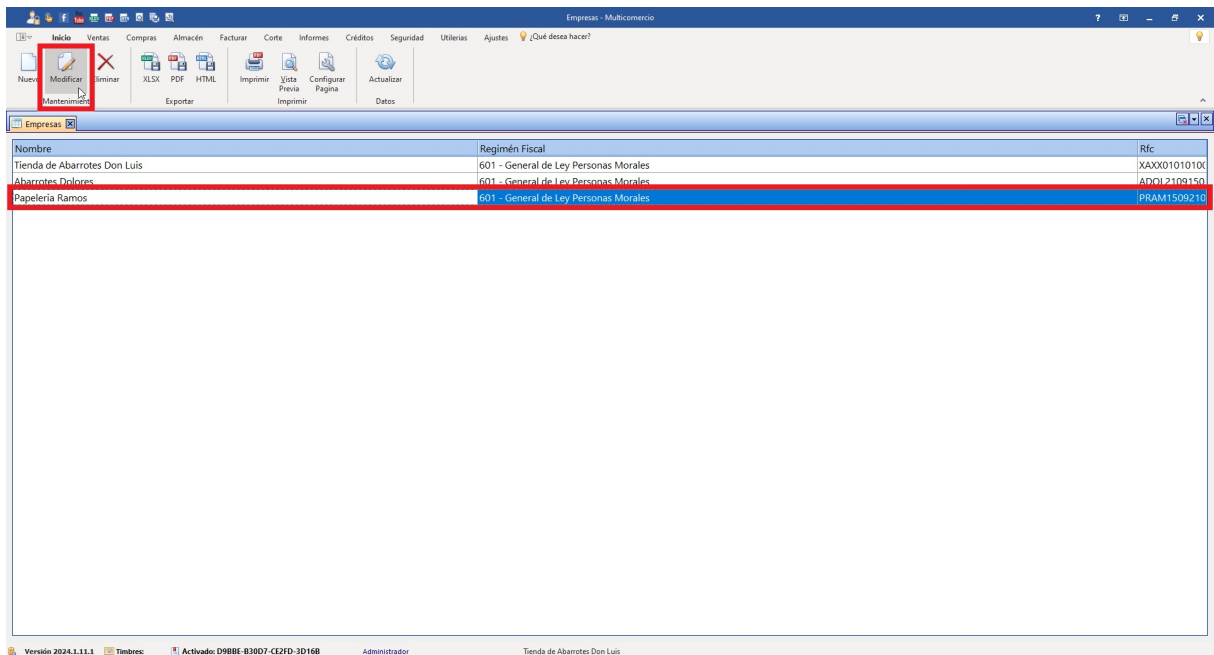 Empresas - Multicomercio
Inicio Ventas Compras Almacén Facturar Corte Informes Créditos Seguridad Utilerias Ajustes ¿Qué desea hacer?
Nuevo Modificar Eliminar XLSX PDF HTML Imprimir Vista Previa Configurar Pagina Actualizar
Mantenimiento Exportar Imprimir Datos
Empresas
Nombre Regimén Fiscal Rfc
Tienda de Abarrotes Don Luis 601 - General de Ley Personas Morales XAXX01010100
Abarrotes Dolores 601 - General de Ley Personas Morales ADOL2109150
Papeleria Ramos 601 - General de Ley Personas Morales PRAM1509210
Versión 2024.1.11.1 Timbres: Activado: D9BBE-B30D7-CE2FD-3D16B Administrador Tienda de Abarrotes Don Luis